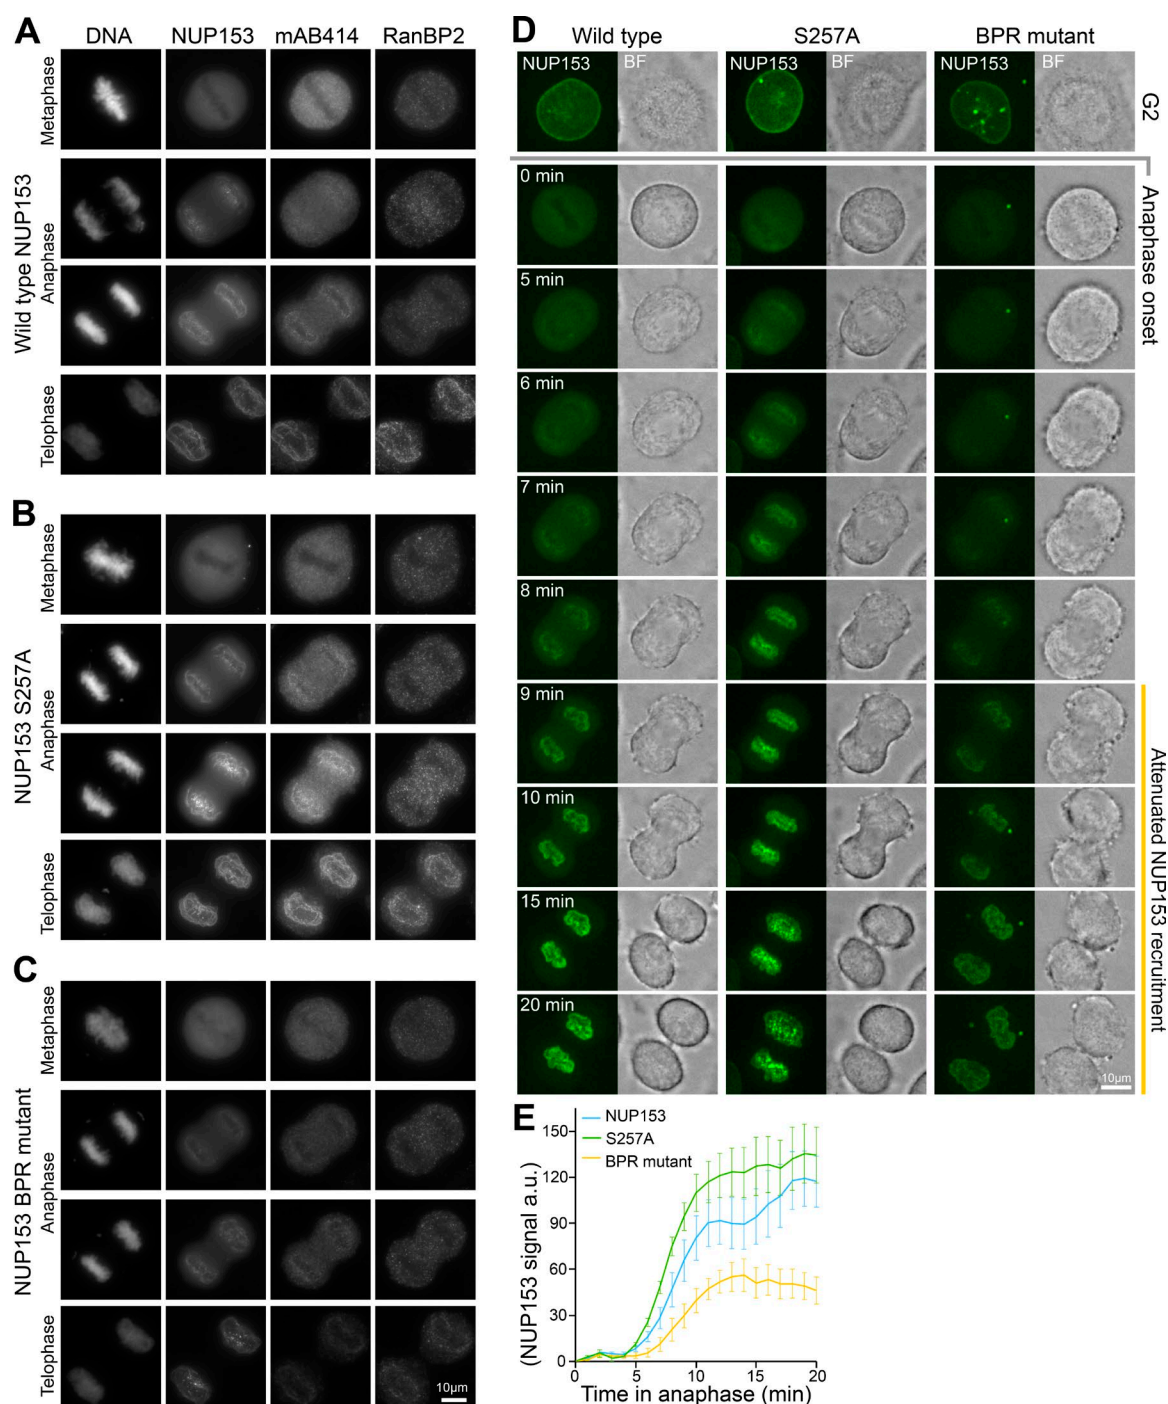 A
DNA
NUP153
mAB414
RanBP2
Wild type NUP153
Metaphase
Anaphase
Telophase
B
NUP153 S257A
Metaphase
Anaphase
Telophase
C
NUP153 BPR mutant
Metaphase
Anaphase
Telophase
10µm
D
Wild type
S257A
BPR mutant
NUP153
BF
NUP153
BF
NUP153
BF
G2
0 min
Anaphase onset
5 min
6 min
7 min
8 min
9 min
10 min
15 min
20 min
Attenuated NUP153 recruitment
10µm
E
NUP153
S257A
BPR mutant
(NUP153 signal a.u.)
150
120
90
60
30
0
0
5
10
15
20
Time in anaphase (min)